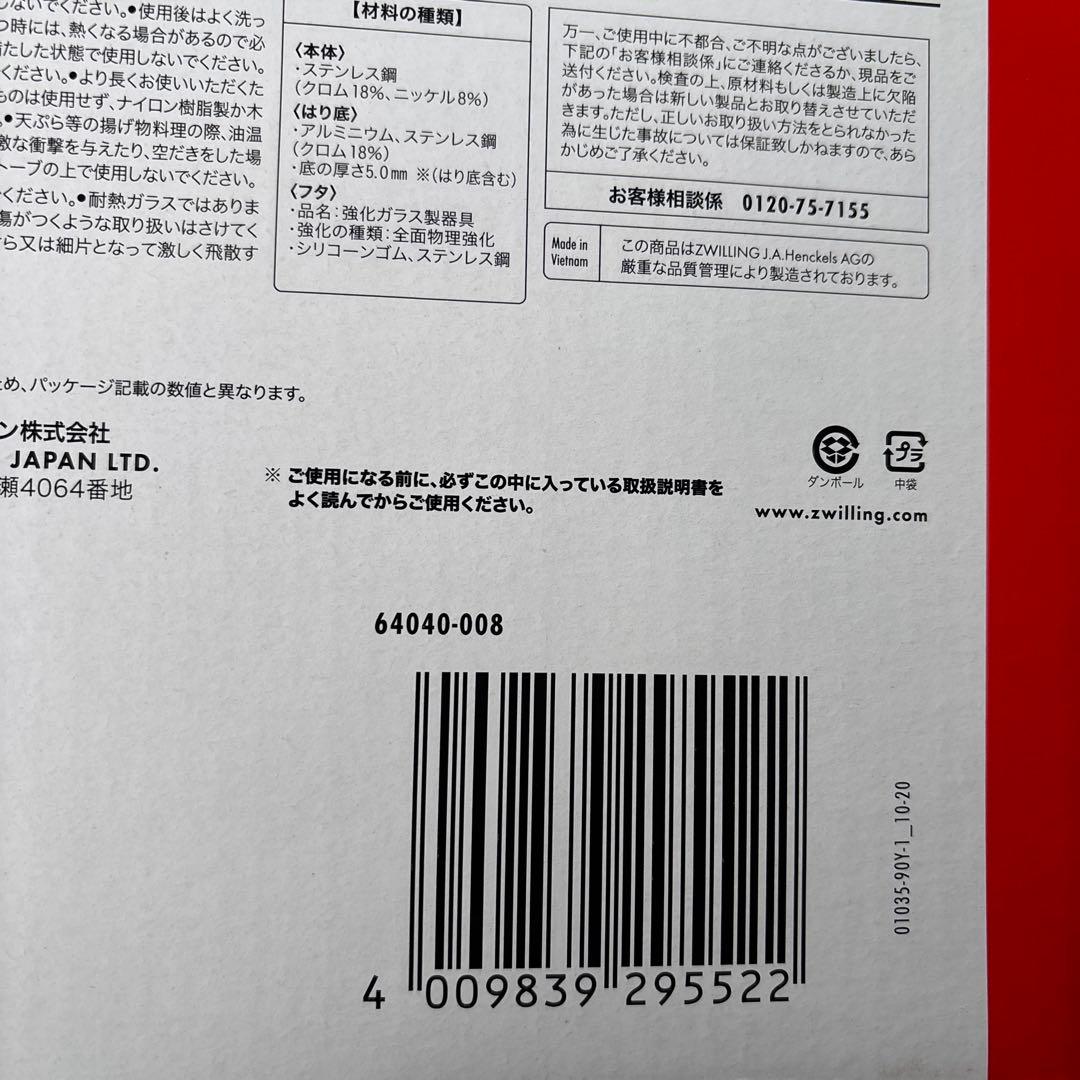 しないでください。●使用後はよく洗っ
つ時には、熱くなる場合があるので必
満たした状態で使用しないでください。
ください。●より長くお使いいただくた
ものは使用せず、ナイロン樹脂製か木
。●天ぷら等の揚げ物料理の際、油温
激な衝撃を与えたり、空だきをした場
トーブの上で使用しないでください。
ください。●耐熱ガラスではありま
傷がつくような取り扱いはさけてく
ら又は細片となって激しく飛散す
【材料の種類】
〈本体〉
・ステンレス鋼
（クロム18%、ニッケル8%）
〈はり底〉
・アルミニウム、ステンレス鋼
（クロム18%）
・底の厚さ5.0mm ※（はり底含む）
〈フタ〉
・品名：強化ガラス製器具
・強化の種類：全面物理強化
・シリコーンゴム、ステンレス鋼
万一、ご使用中に不都合、ご不明な点がございましたら、
下記の「お客様相談係」にご連絡くださるか、現品をご
送付ください。検査の上、原材料もしくは製造上に欠陥
があった場合は新しい製品とお取り替えさせていただ
きます。ただし、正しいお取り扱い方法をとられなかった
為に生じた事故については保証致しかねますので、あら
かじめご了承ください。
お客様相談係 0120-75-7155
Made in
Vietnam
この商品はZWILLING J.A.Henckels AGの
厳重な品質管理により製造されております。
ため、パッケージ記載の数値と異なります。
ン株式会社
JAPAN LTD.
瀬4064番地
※ご使用になる前に、必ずこの中に入っている取扱説明書を
よく読んでからご使用ください。
ダンボール
プラ
中袋
www.zwilling.com
64040-008
4 009839 295522
01035-90Y-1_10-20